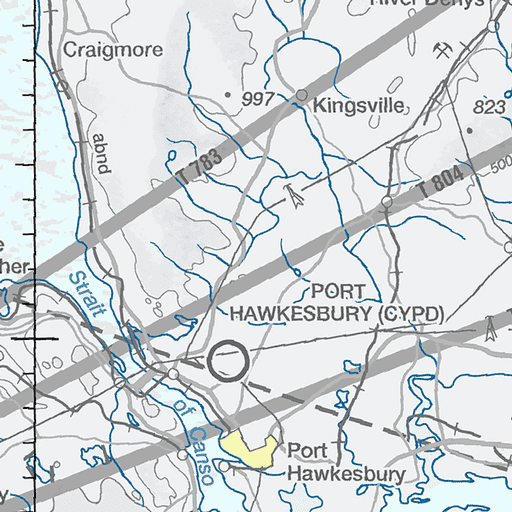 River Denys
Craigmore
997
Kingsville
823
abnd
T 783
T 804
500
Strait
PORT
HAWKESBURY (CYPD)
of Canso
Port
Hawkesbury